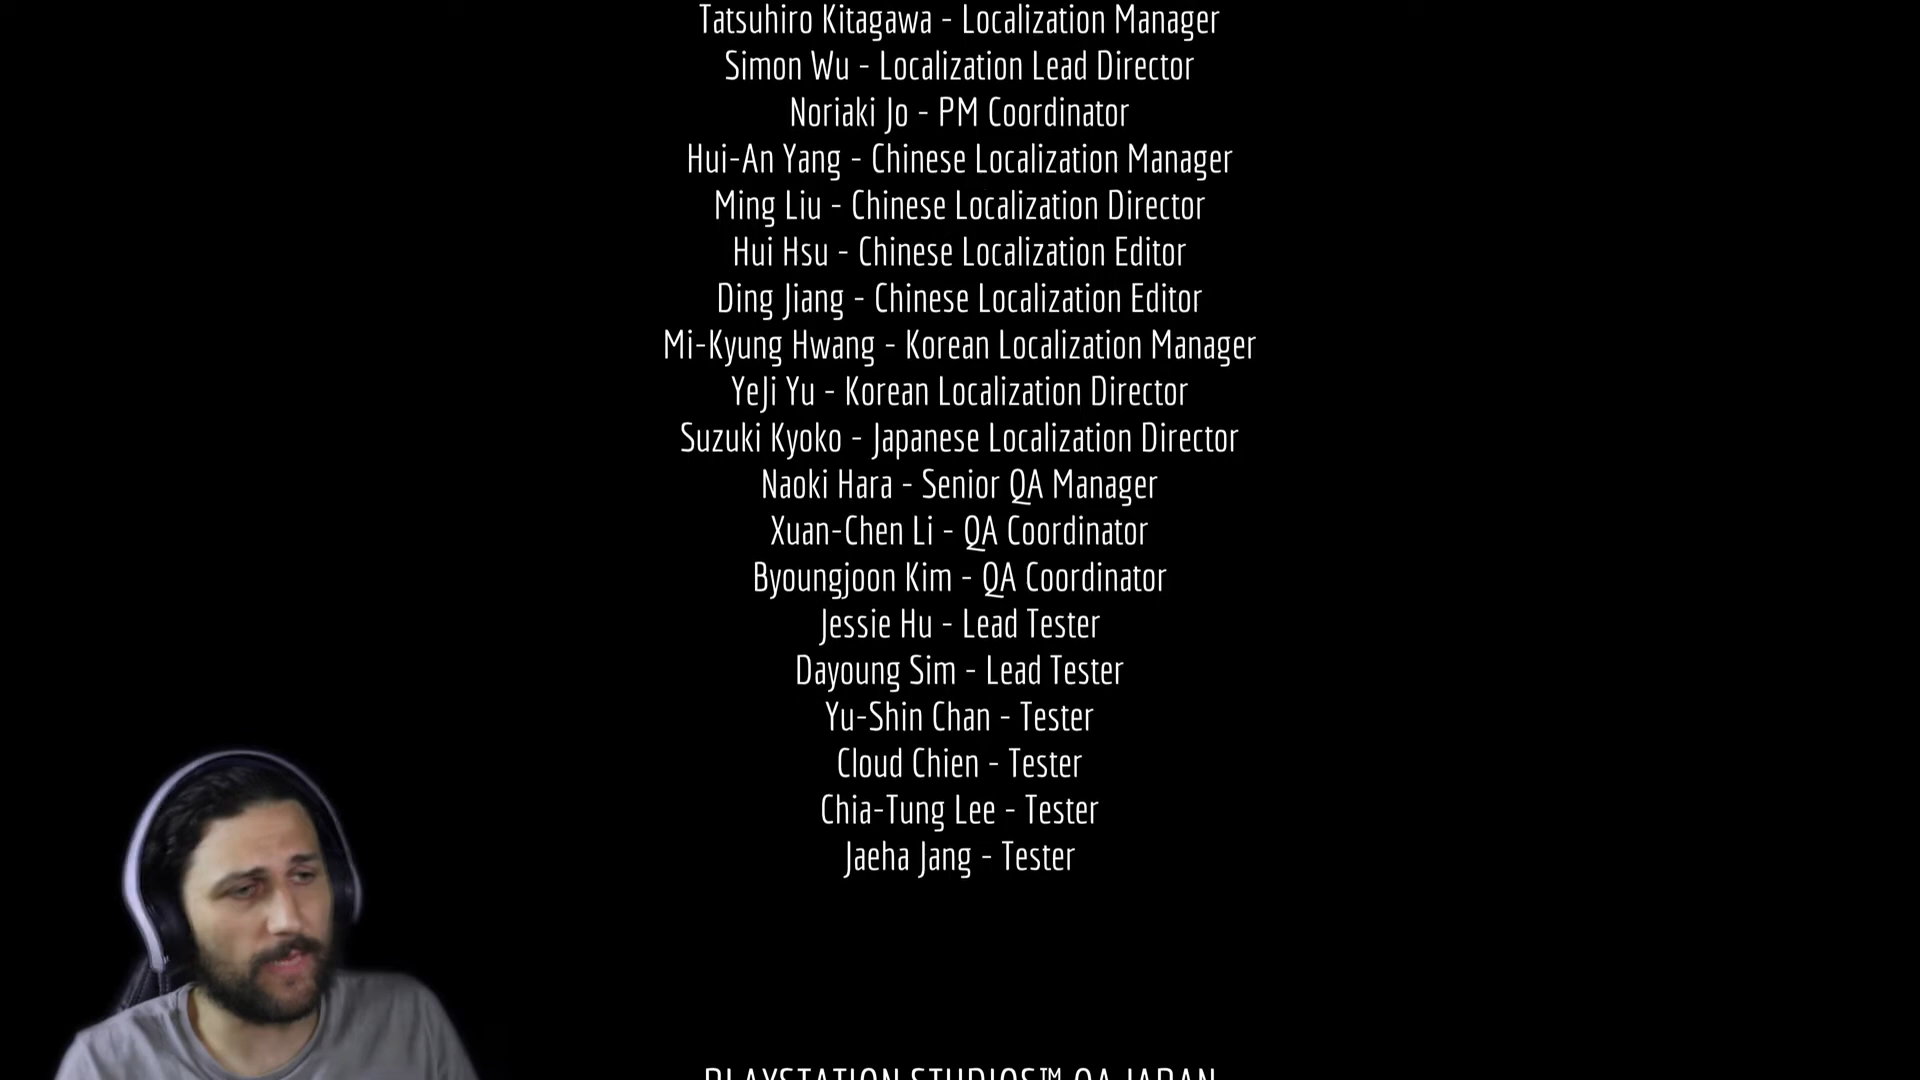 Tatsuhiro Kitagawa - Localization Manager
Simon Wu - Localization Lead Director
Noriaki Jo - PM Coordinator
Hui-An Yang - Chinese Localization Manager
Ming Liu - Chinese Localization Director
Hui Hsu - Chinese Localization Editor
Ding Jiang - Chinese Localization Editor
Mi-Kyung Hwang - Korean Localization Manager
YeJi Yu - Korean Localization Director
Suzuki Kyoko - Japanese Localization Director
Naoki Hara - Senior QA Manager
Xuan-Chen Li - QA Coordinator
Byoungjoon Kim - QA Coordinator
Jessie Hu - Lead Tester
Dayoung Sim - Lead Tester
Yu-Shin Chan - Tester
Cloud Chien - Tester
Chia-Tung Lee - Tester
Jaeha Jang - Tester
PLAYSTATION STUDIOS™ QA JAPAN